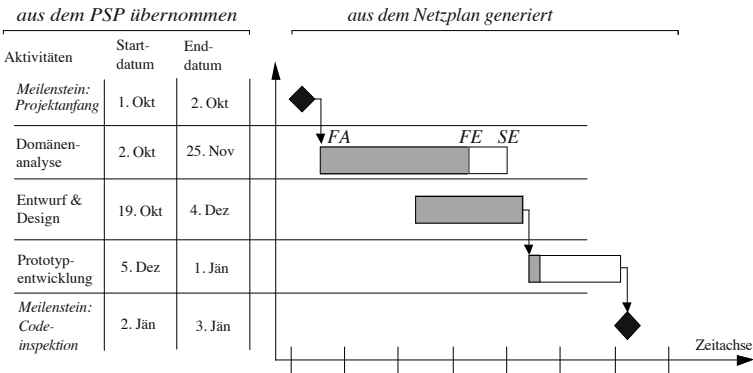 aus dem PSP übernommen
aus dem Netzplan generiert
Aktivitäten
Start-
datum
End-
datum
Meilenstein:
Projektanfang
1. Okt
2. Okt
Domänen-
analyse
2. Okt
25. Nov
FA
FE
SE
Entwurf &
Design
19. Okt
4. Dez
Prototyp-
entwicklung
5. Dez
1. Jän
Meilenstein:
Code-
inspektion
2. Jän
3. Jän
Zeitachse